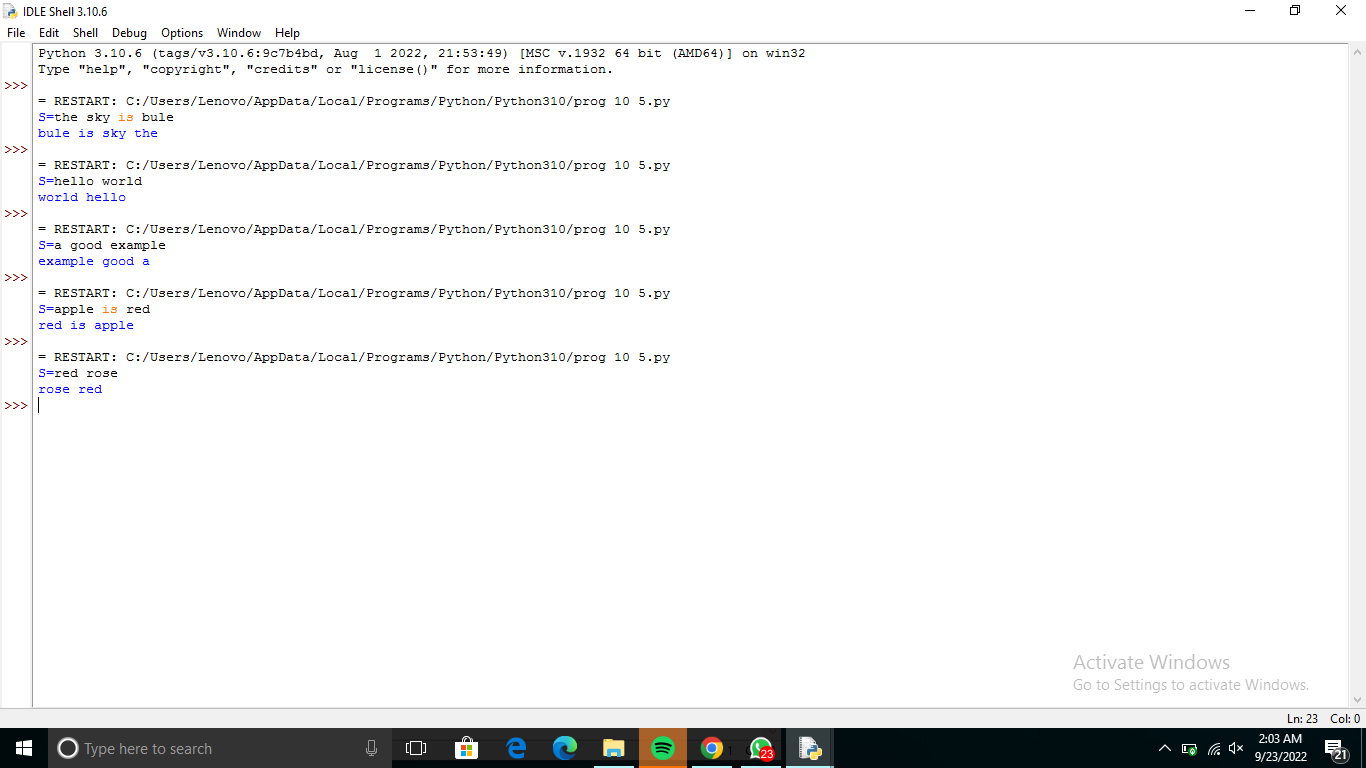 IDLE Shell 3.10.6
File Edit Shell Debug Options Window Help
Python 3.10.6 (tags/v3.10.6:9c7b4bd, Aug  1 2022, 21:53:49) [MSC v.1932 64 bit (AMD64)] on win32
Type "help", "copyright", "credits" or "license()" for more information.
>>>
= RESTART: C:/Users/Lenovo/AppData/Local/Programs/Python/Python310/prog 10 5.py
S=the sky is bule
bule is sky the
>>>
= RESTART: C:/Users/Lenovo/AppData/Local/Programs/Python/Python310/prog 10 5.py
S=hello world
world hello
>>>
= RESTART: C:/Users/Lenovo/AppData/Local/Programs/Python/Python310/prog 10 5.py
S=a good example
example good a
>>>
= RESTART: C:/Users/Lenovo/AppData/Local/Programs/Python/Python310/prog 10 5.py
S=apple is red
red is apple
>>>
= RESTART: C:/Users/Lenovo/AppData/Local/Programs/Python/Python310/prog 10 5.py
S=red rose
rose red
>>>
Activate Windows
Go to Settings to activate Windows.
Ln: 23 Col: 0
Type here to search
1
23
2:03 AM
9/23/2022
21